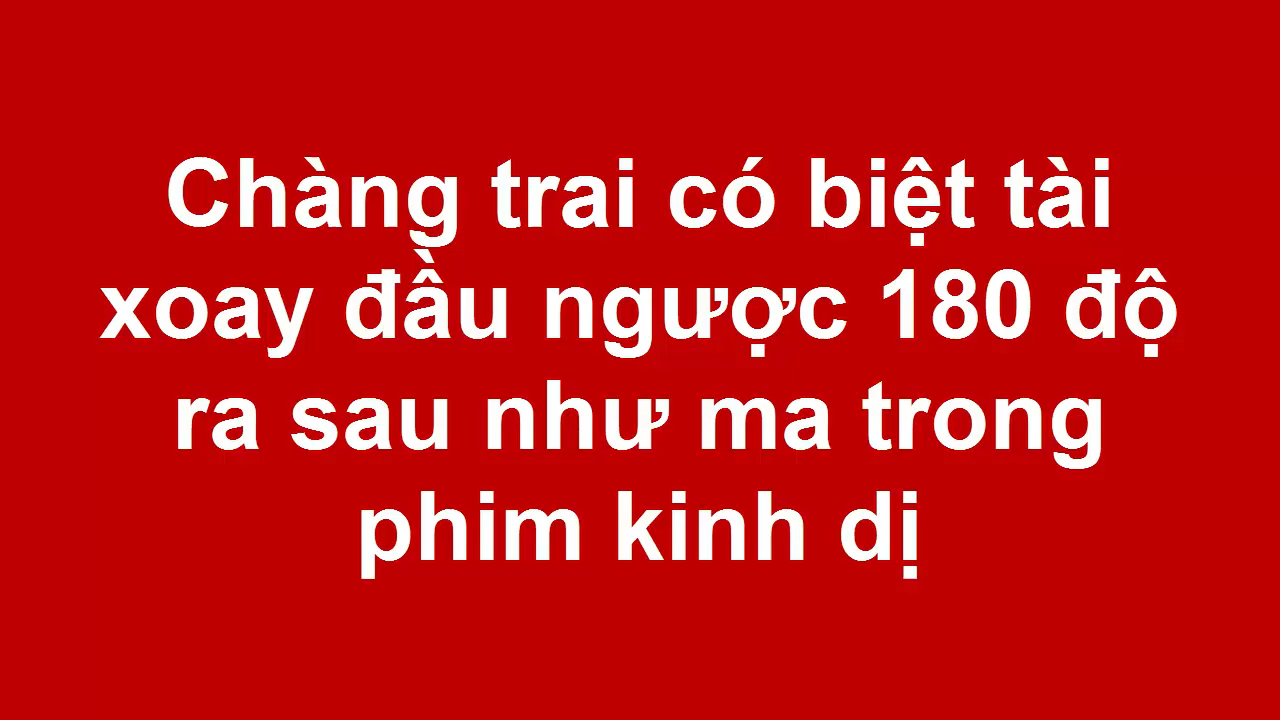 Chàng trai có biệt tài
xoay đầu ngược 180 độ
ra sau như ma trong
phim kinh dị